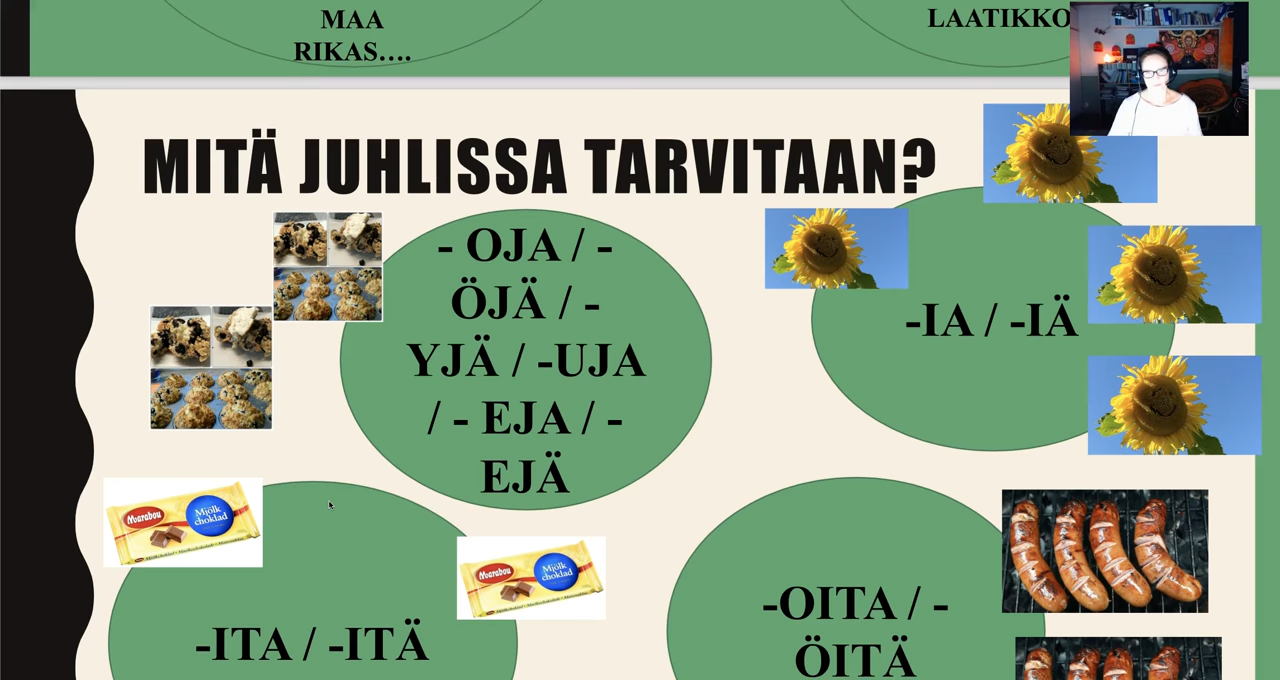 MAA
RIKAS….
LAATIKKO
MITÄ JUHLISSA TARVITAAN?
- OJA / -
ÖJÄ / -
YJÄ / -UJA
/ - EJA / -
EJÄ
-IA / -IÄ
Marabou
Mjölk
choklad
Marabou
Mjölk
choklad
-ITA / -ITÄ
-OITA / -
ÖITÄ